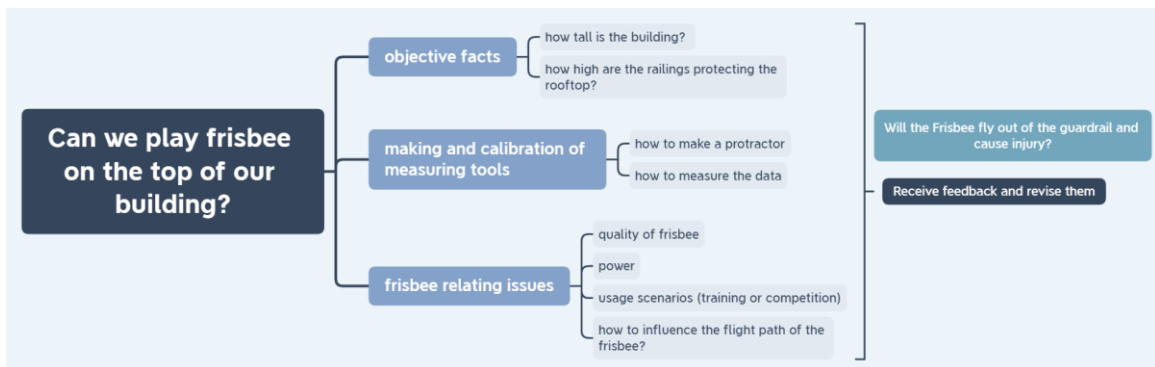 Can we play frisbee
on the top of our
building?
objective facts
how tall is the building?
how high are the railings protecting the
rooftop?
making and calibration of
measuring tools
how to make a protractor
how to measure the data
frisbee relating issues
quality of frisbee
power
usage scenarios (training or competition)
how to influence the flight path of the
frisbee?
Will the Frisbee fly out of the guardrail and
cause injury?
Receive feedback and revise them